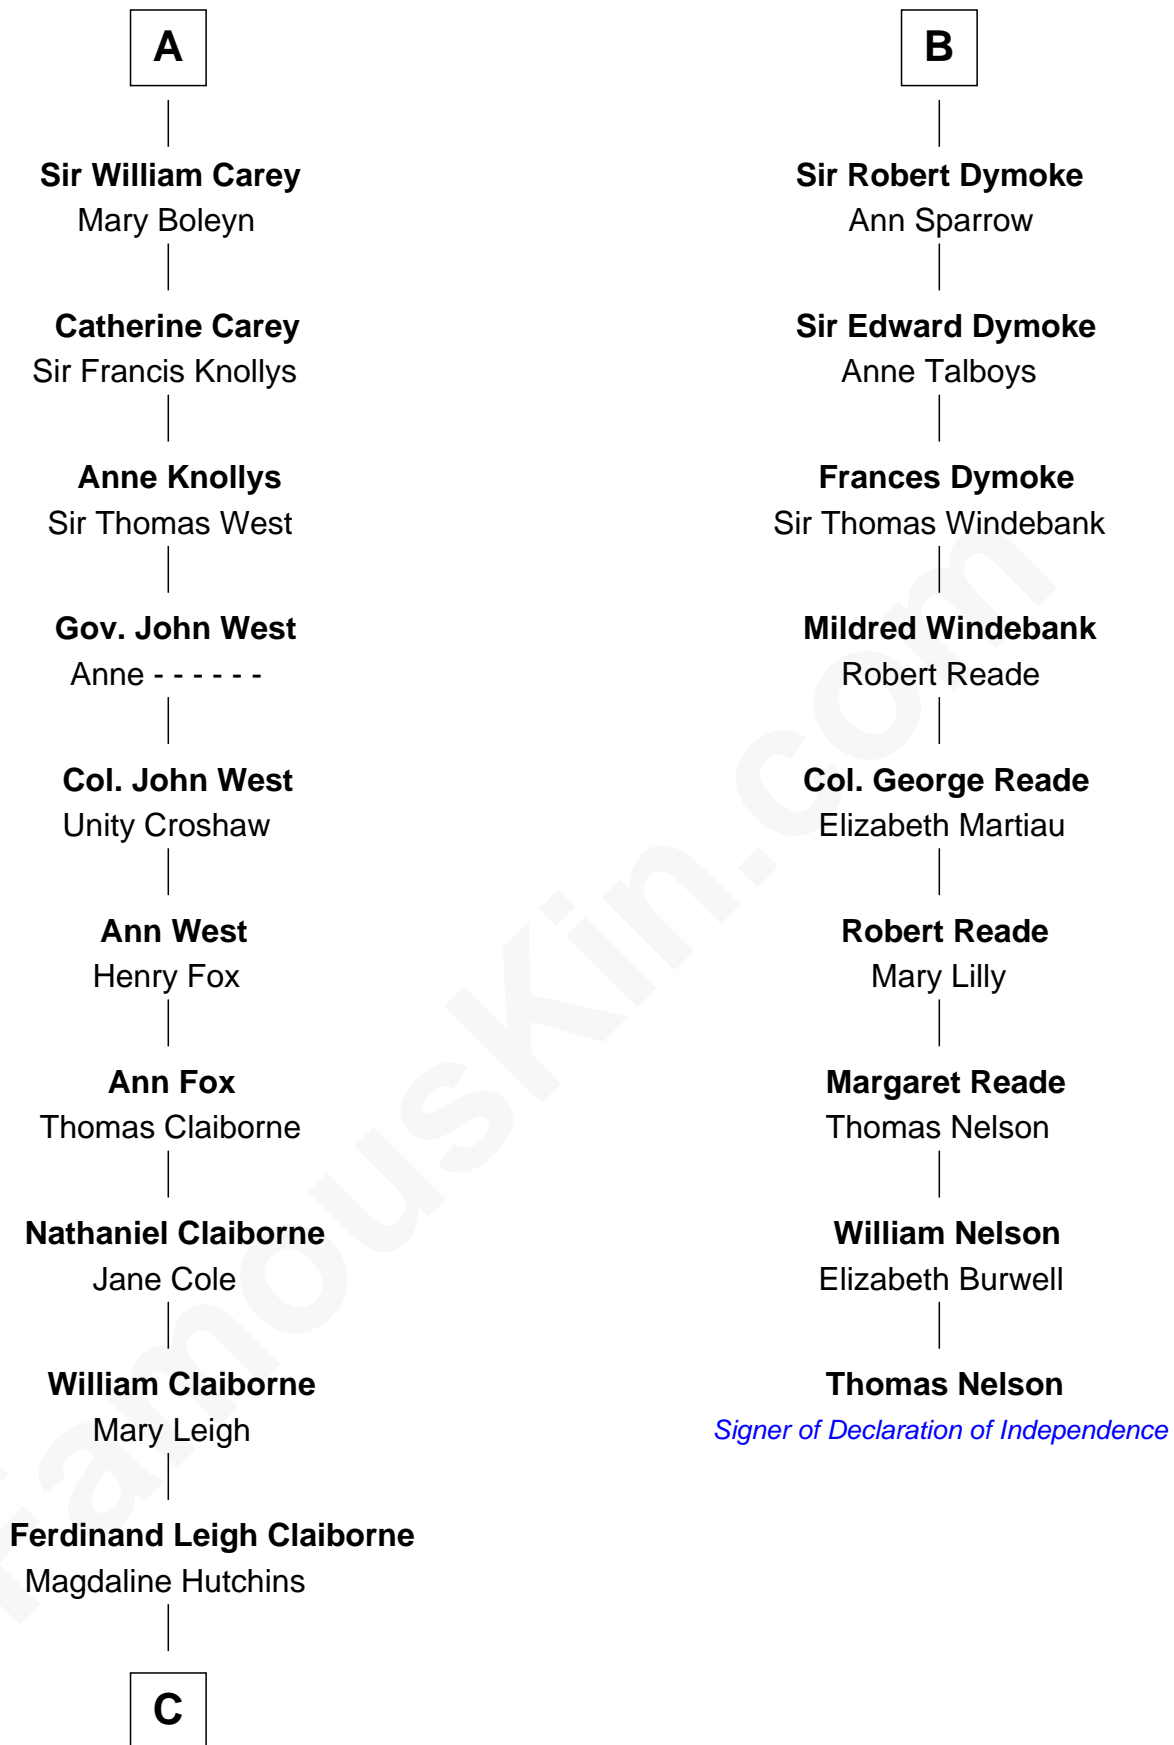 A
Sir William Carey
Mary Boleyn
Catherine Carey
Sir Francis Knollys
Anne Knollys
Sir Thomas West
Gov. John West
Anne - - - - - -
Col. John West
Unity Croshaw
Ann West
Henry Fox
Ann Fox
Thomas Claiborne
Nathaniel Claiborne
Jane Cole
William Claiborne
Mary Leigh
Ferdinand Leigh Claiborne
Magdaline Hutchins
C
B
Sir Robert Dymoke
Ann Sparrow
Sir Edward Dymoke
Anne Talboys
Frances Dymoke
Sir Thomas Windebank
Mildred Windebank
Robert Reade
Col. George Reade
Elizabeth Martiau
Robert Reade
Mary Lilly
Margaret Reade
Thomas Nelson
William Nelson
Elizabeth Burwell
Thomas Nelson
Signer of Declaration of Independence
FamousKin.com